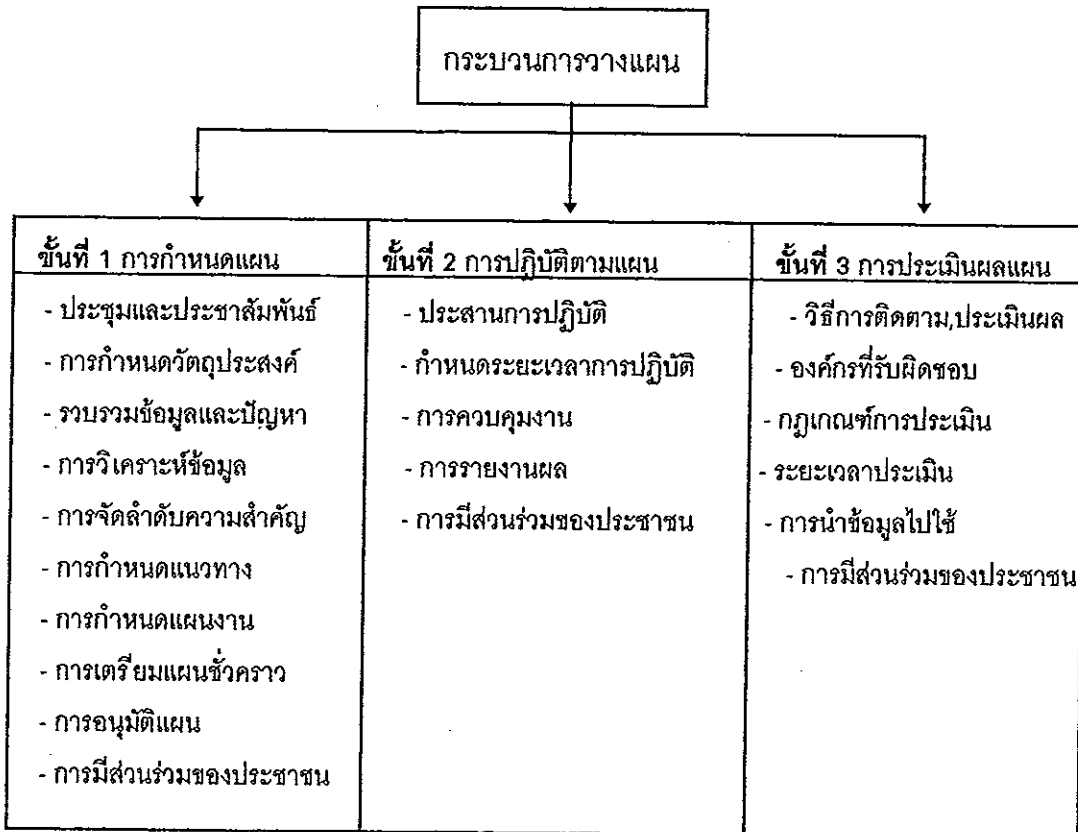 กระบวนการวางแผน
ขั้นที่ 1 การกำหนดแผน
- ประชุมและประชาสัมพันธ์
- การกำหนดวัตถุประสงค์
- รวบรวมข้อมูลและปัญหา
- การวิเคราะห์ข้อมูล
- การจัดลำดับความสำคัญ
- การกำหนดแนวทาง
- การกำหนดแผนงาน
- การเตรียมแผนชั่วคราว
- การอนุมัติแผน
- การมีส่วนร่วมของประชาชน
ขั้นที่ 2 การปฏิบัติตามแผน
- ประสานการปฏิบัติ
- กำหนดระยะเวลาการปฏิบัติ
- การควบคุมงาน
- การรายงานผล
- การมีส่วนร่วมของประชาชน
ขั้นที่ 3 การประเมินผลแผน
- วิธีการติดตาม,ประเมินผล
- องค์กรที่รับผิดชอบ
- กฎเกณฑ์การประเมิน
- ระยะเวลาประเมิน
- การนำข้อมูลไปใช้
- การมีส่วนร่วมของประชาชน